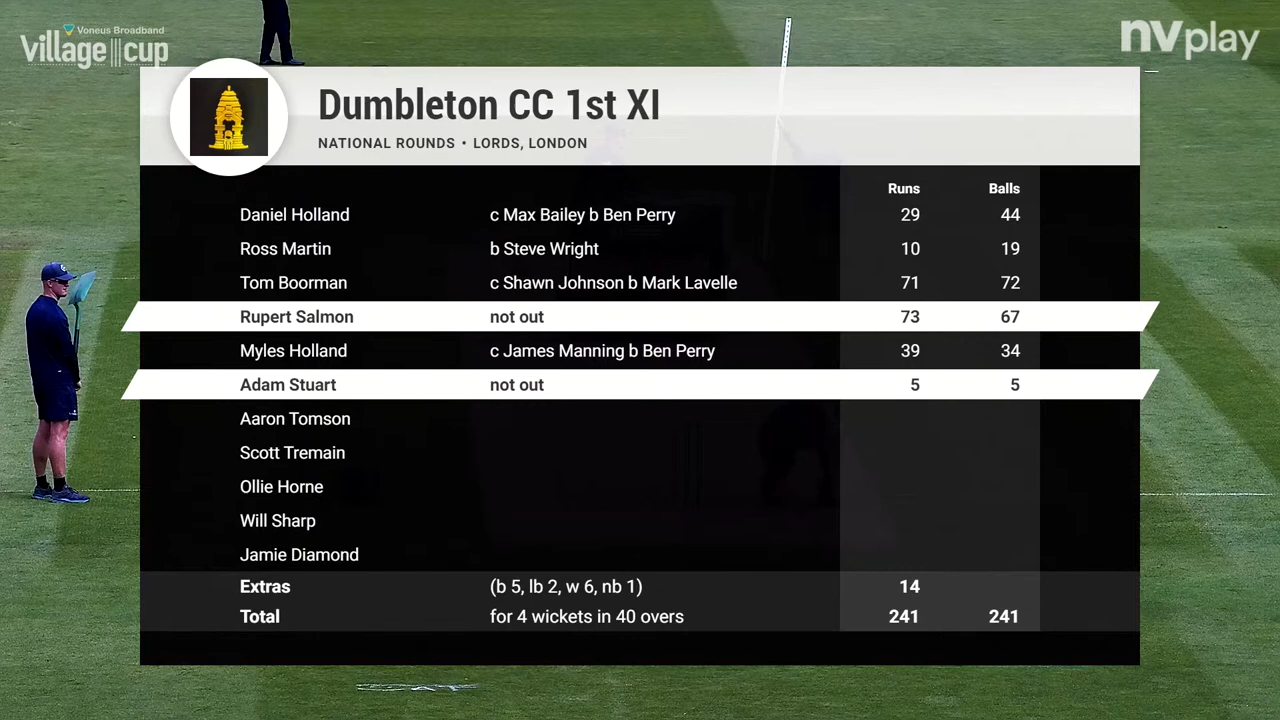 Voneus Broadband
village cup
nvplay
Dumbleton CC 1st XI
NATIONAL ROUNDS • LORDS, LONDON
Runs Balls
Daniel Holland c Max Bailey b Ben Perry 29 44
Ross Martin b Steve Wright 10 19
Tom Boorman c Shawn Johnson b Mark Lavelle 71 72
Rupert Salmon not out 73 67
Myles Holland c James Manning b Ben Perry 39 34
Adam Stuart not out 5 5
Aaron Tomson
Scott Tremain
Ollie Horne
Will Sharp
Jamie Diamond
Extras (b 5, lb 2, w 6, nb 1) 14
Total for 4 wickets in 40 overs 241 241